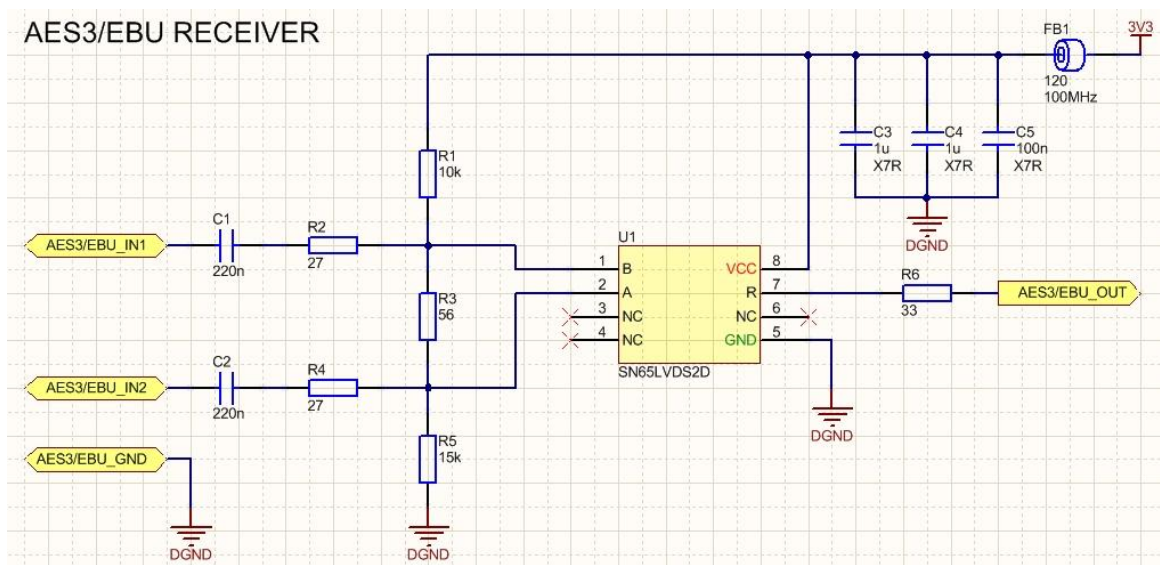 AES3/EBU RECEIVER
FB1
3V3
120
100MHz
C3
1u
X7R
C4
1u
X7R
C5
100n
X7R
DGND
R1
10k
C1
220n
R2
27
AES3/EBU_IN1
R3
56
U1
1 B
2 A
3 NC
4 NC
VCC 8
R 7
NC 6
GND 5
SN65LVDS2D
R6
33
AES3/EBU_OUT
DGND
C2
220n
R4
27
AES3/EBU_IN2
R5
15k
AES3/EBU_GND
DGND
DGND